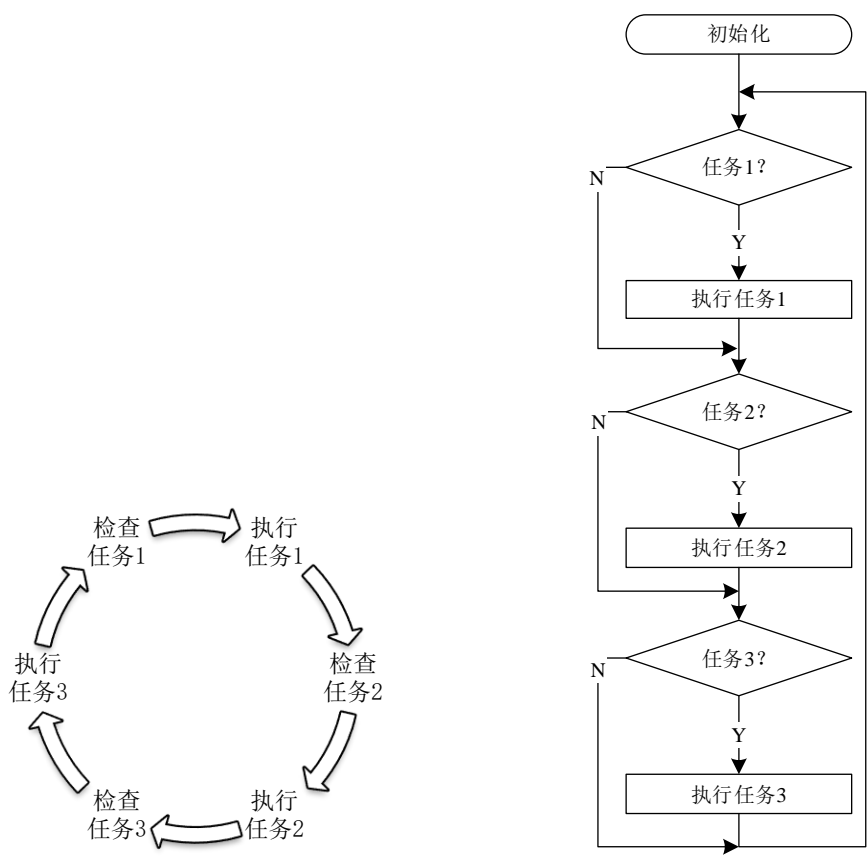 检查
任务1
执行
任务1
检查
任务2
执行
任务2
检查
任务3
执行
任务3
初始化
任务1?
N
Y
执行任务1
任务2?
N
Y
执行任务2
任务3?
N
Y
执行任务3